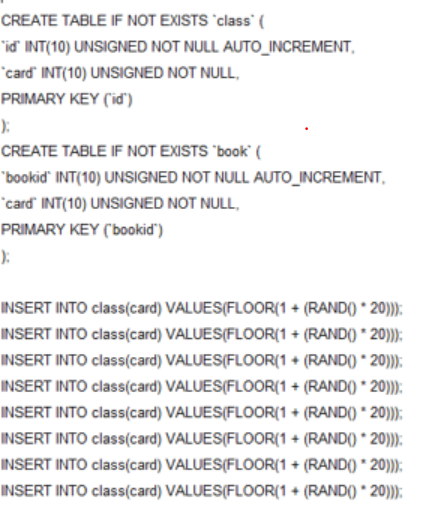 CREATE TABLE IF NOT EXISTS `class` (
`id` INT(10) UNSIGNED NOT NULL AUTO_INCREMENT,
`card` INT(10) UNSIGNED NOT NULL,
PRIMARY KEY (`id`)
);
CREATE TABLE IF NOT EXISTS `book` (
`bookid` INT(10) UNSIGNED NOT NULL AUTO_INCREMENT,
`card` INT(10) UNSIGNED NOT NULL,
PRIMARY KEY (`bookid`)
);
INSERT INTO class(card) VALUES(FLOOR(1 + (RAND() * 20)));
INSERT INTO class(card) VALUES(FLOOR(1 + (RAND() * 20)));
INSERT INTO class(card) VALUES(FLOOR(1 + (RAND() * 20)));
INSERT INTO class(card) VALUES(FLOOR(1 + (RAND() * 20)));
INSERT INTO class(card) VALUES(FLOOR(1 + (RAND() * 20)));
INSERT INTO class(card) VALUES(FLOOR(1 + (RAND() * 20)));
INSERT INTO class(card) VALUES(FLOOR(1 + (RAND() * 20)));
INSERT INTO class(card) VALUES(FLOOR(1 + (RAND() * 20)));